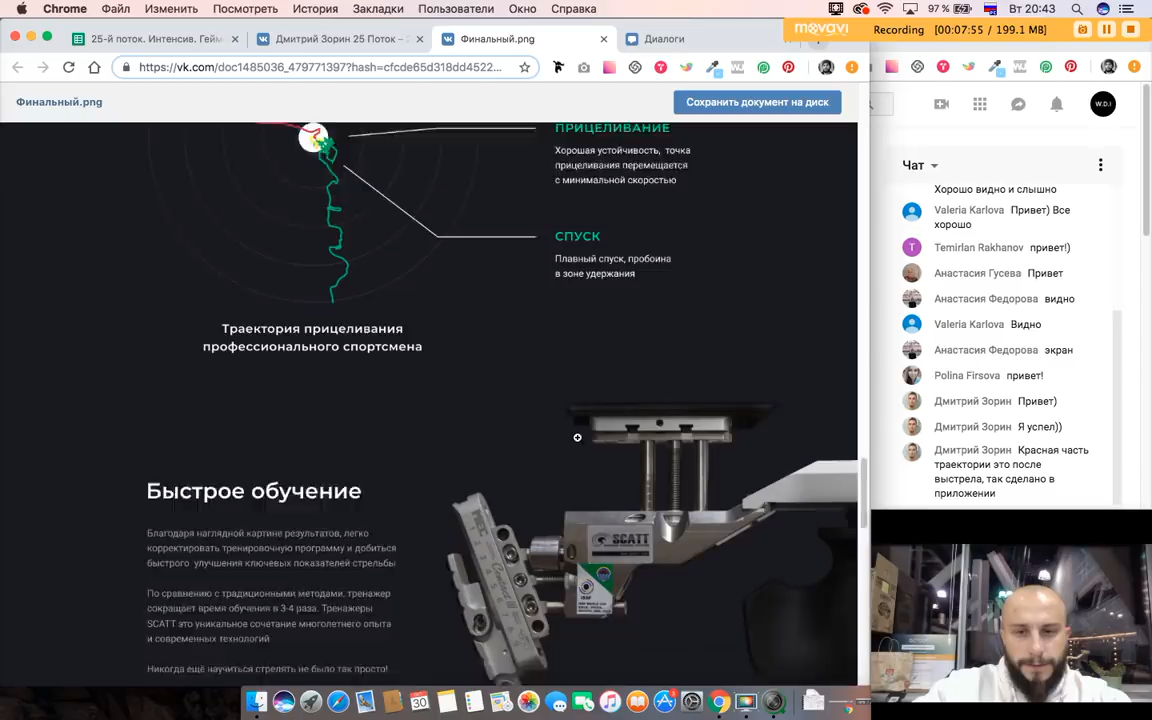 Chrome Файл Изменить Посмотреть История Закладки Пользователи Окно Справка
97 % Вт 20:43
movavi Recording [00:07:55 / 199.1 MB]
25-й поток. Интенсив. Гейм
Дмитрий Зорин 25 Поток –
Финальный.png
Диалоги
https://vk.com/doc1485036_479771397?hash=cfcde65d318dd4522...
Финальный.png
Сохранить документ на диск
W.D.I
ПРИЦЕЛИВАНИЕ
Хорошая устойчивость, точка
прицеливания перемещается
с минимальной скоростью
СПУСК
Плавный спуск, пробоина
в зоне удержания
Траектория прицеливания
профессионального спортсмена
Быстрое обучение
Благодаря наглядной картине результатов, легко
корректировать тренировочную программу и добиться
быстрого улучшения ключевых показателей стрельбы
По сравнению с традиционными методами, тренажер
сокращает время обучения в 3-4 раза. Тренажеры
SCATT это уникальное сочетание многолетнего опыта
и современных технологий
Никогда ещё научиться стрелять не было так просто!
SCATT
Чат
Хорошо видно и слышно
Valeria Karlova Привет) Все
хорошо
T
Temirlan Rakhanov привет!)
Анастасия Гусева Привет
Анастасия Федорова видно
Valeria Karlova Видно
Анастасия Федорова экран
Polina Firsova привет!
Дмитрий Зорин Привет)
Дмитрий Зорин Я успел))
Дмитрий Зорин Красная часть
траектории это после
выстрела, так сделано в
приложении
30